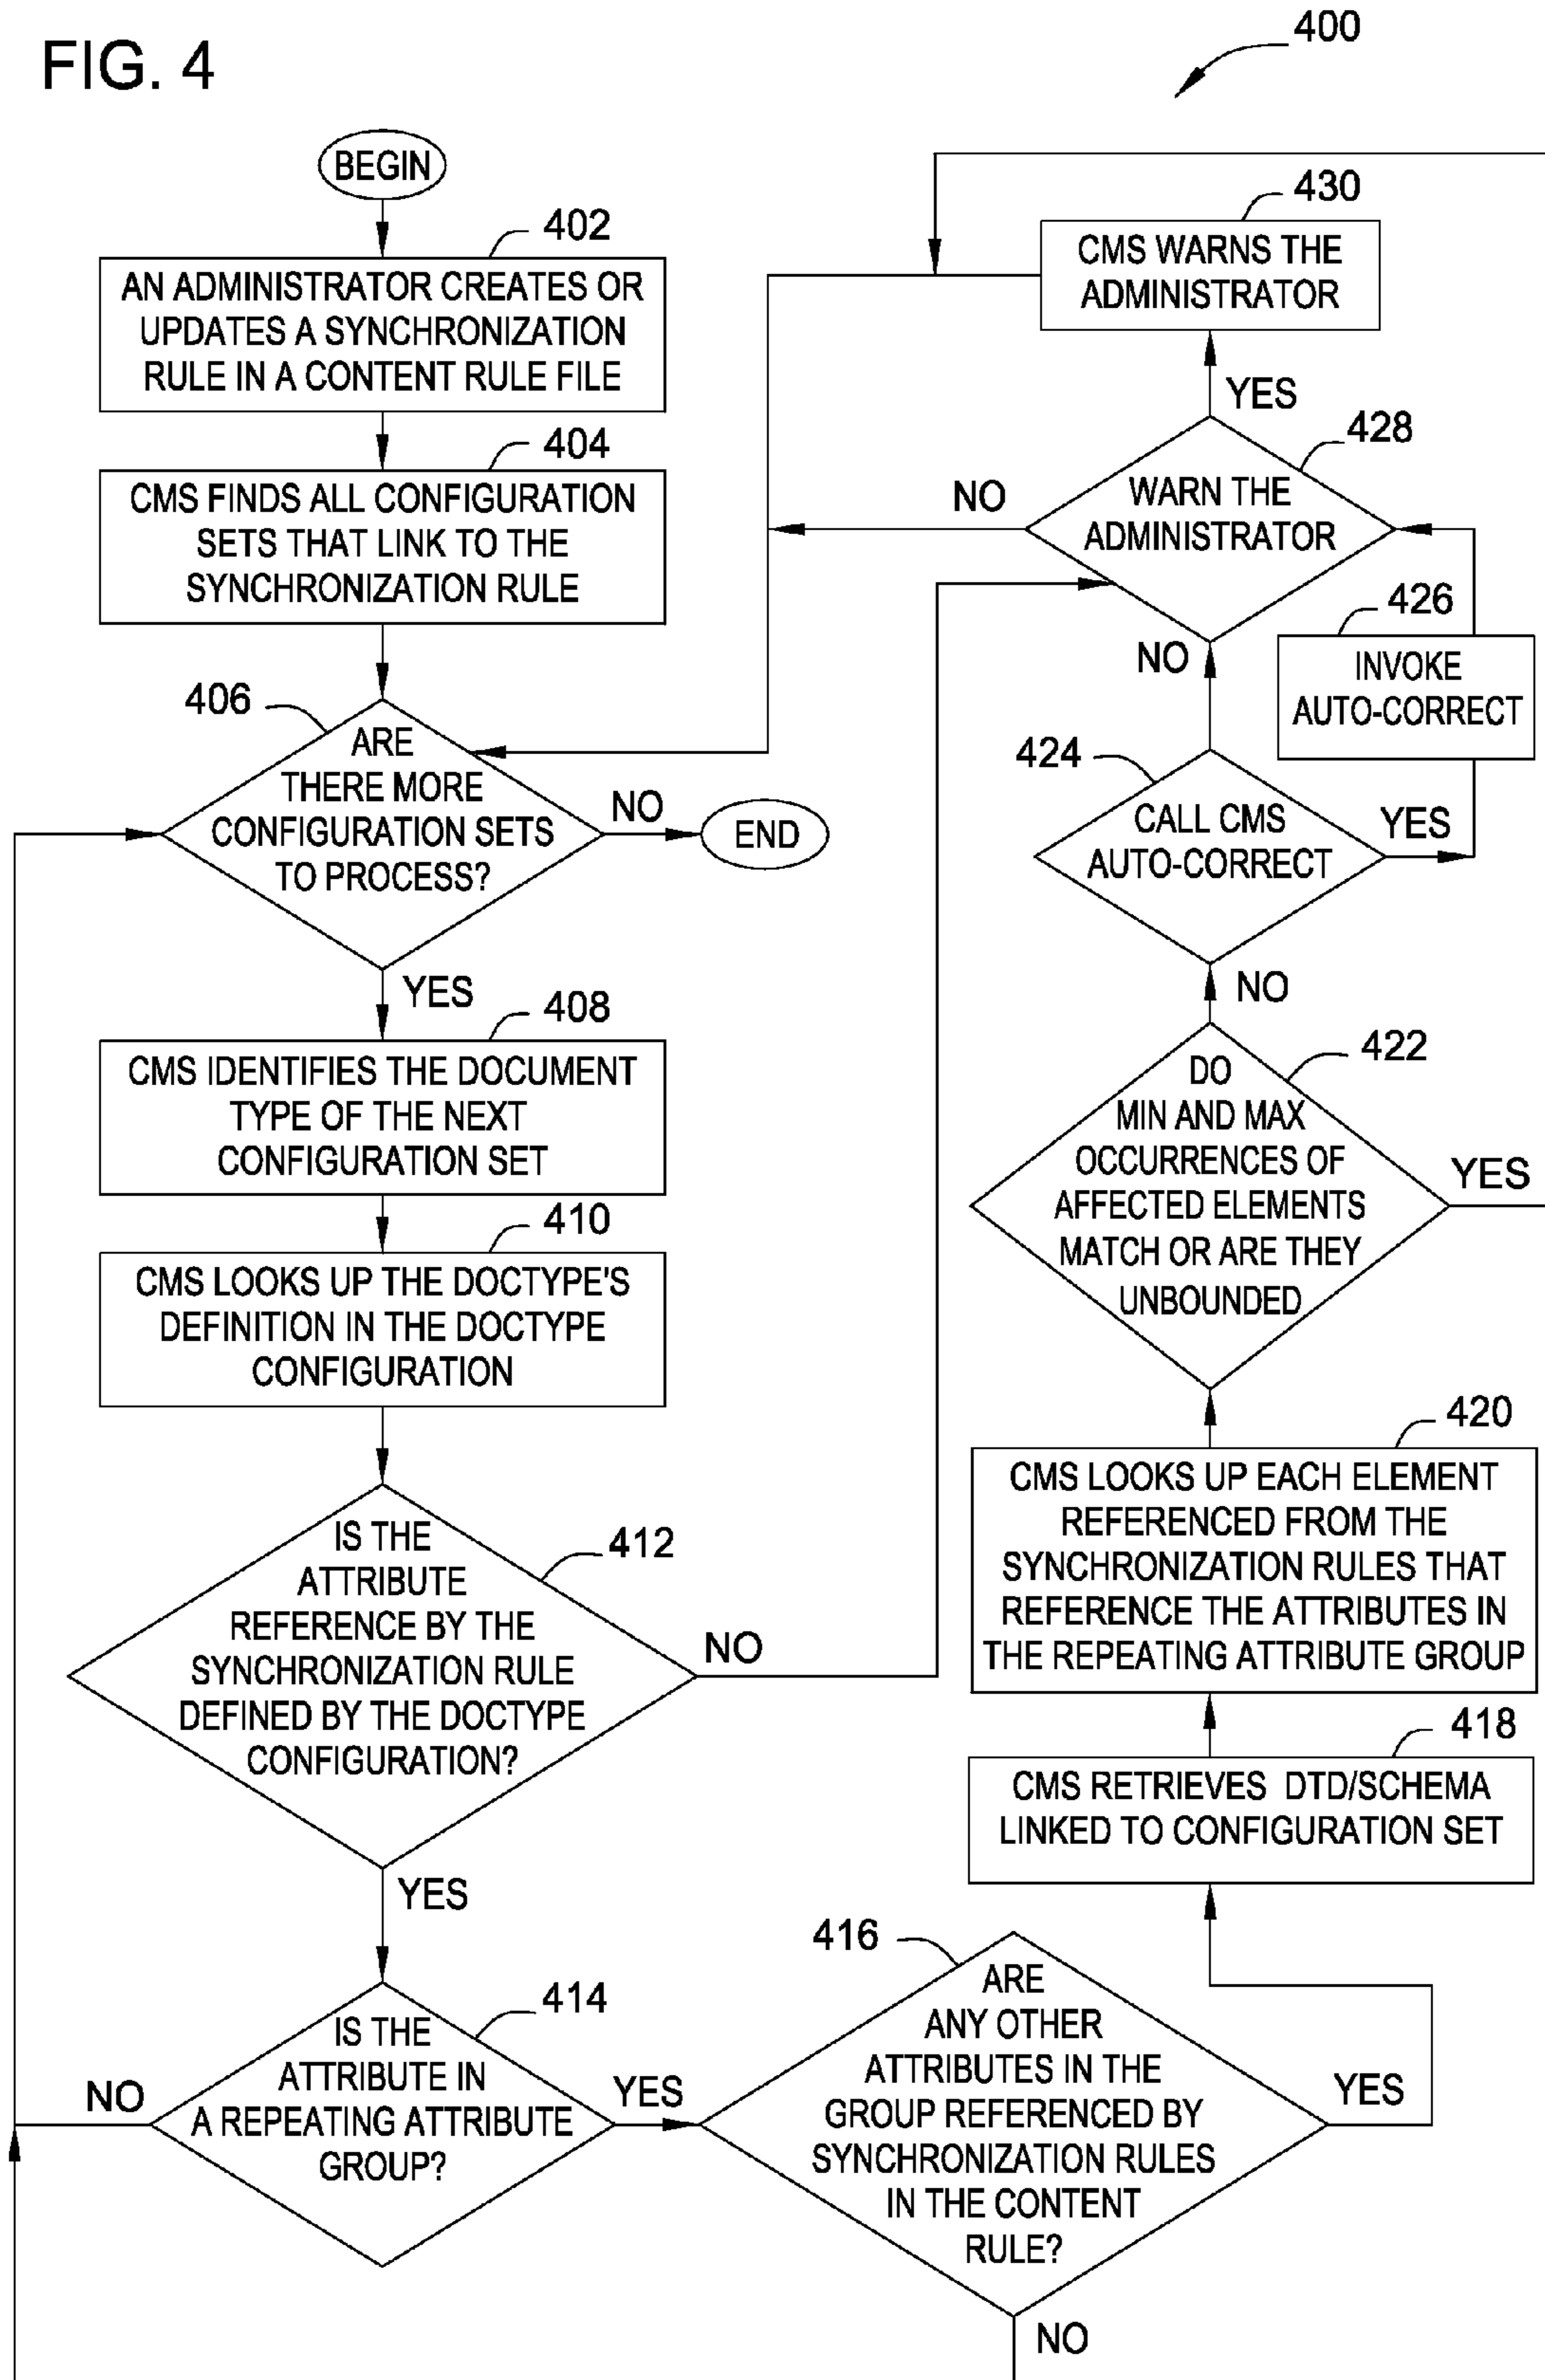 FIG. 4
400
BEGIN
402
AN ADMINISTRATOR CREATES OR
UPDATES A SYNCHRONIZATION
RULE IN A CONTENT RULE FILE
404
CMS FINDS ALL CONFIGURATION
SETS THAT LINK TO THE
SYNCHRONIZATION RULE
406
ARE
THERE MORE
CONFIGURATION SETS
TO PROCESS?
NO
END
YES
408
CMS IDENTIFIES THE DOCUMENT
TYPE OF THE NEXT
CONFIGURATION SET
410
CMS LOOKS UP THE DOCTYPE'S
DEFINITION IN THE DOCTYPE
CONFIGURATION
412
IS THE
ATTRIBUTE
REFERENCE BY THE
SYNCHRONIZATION RULE
DEFINED BY THE DOCTYPE
CONFIGURATION?
NO
YES
414
IS THE
ATTRIBUTE IN
A REPEATING ATTRIBUTE
GROUP?
NO
YES
416
ARE
ANY OTHER
ATTRIBUTES IN THE
GROUP REFERENCED BY
SYNCHRONIZATION RULES
IN THE CONTENT
RULE?
YES
NO
418
CMS RETRIEVES DTD/SCHEMA
LINKED TO CONFIGURATION SET
420
CMS LOOKS UP EACH ELEMENT
REFERENCED FROM THE
SYNCHRONIZATION RULES THAT
REFERENCE THE ATTRIBUTES IN
THE REPEATING ATTRIBUTE GROUP
422
DO
MIN AND MAX
OCCURRENCES OF
AFFECTED ELEMENTS
MATCH OR ARE THEY
UNBOUNDED
YES
NO
424
CALL CMS
AUTO-CORRECT
YES
NO
426
INVOKE
AUTO-CORRECT
428
WARN THE
ADMINISTRATOR
NO
YES
430
CMS WARNS THE
ADMINISTRATOR